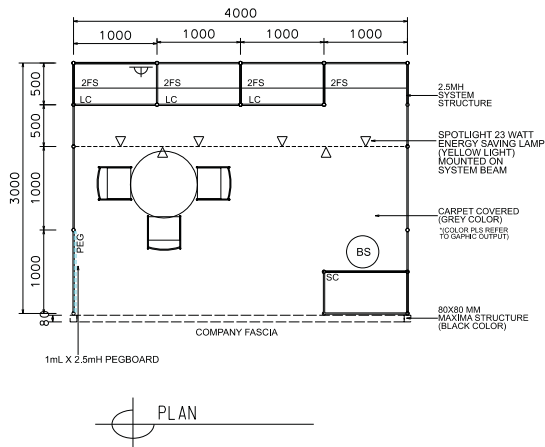 4000
1000 1000 1000 1000
500
500
3000
1000
1000
80
2FS 2FS 2FS 2FS
LC LC LC
2.5MH
SYSTEM
STRUCTURE
SPOTLIGHT 23 WATT
ENERGY SAVING LAMP
(YELLOW LIGHT)
MOUNTED ON
SYSTEM BEAM
CARPET COVERED
(GREY COLOR)
*(COLOR PLS REFER
TO GAPHIC OUTPUT)
PEG
BS
SC
80X80 MM
MAXIMA STRUCTURE
(BLACK COLOR)
COMPANY FASCIA
1mL X 2.5mH PEGBOARD
PLAN